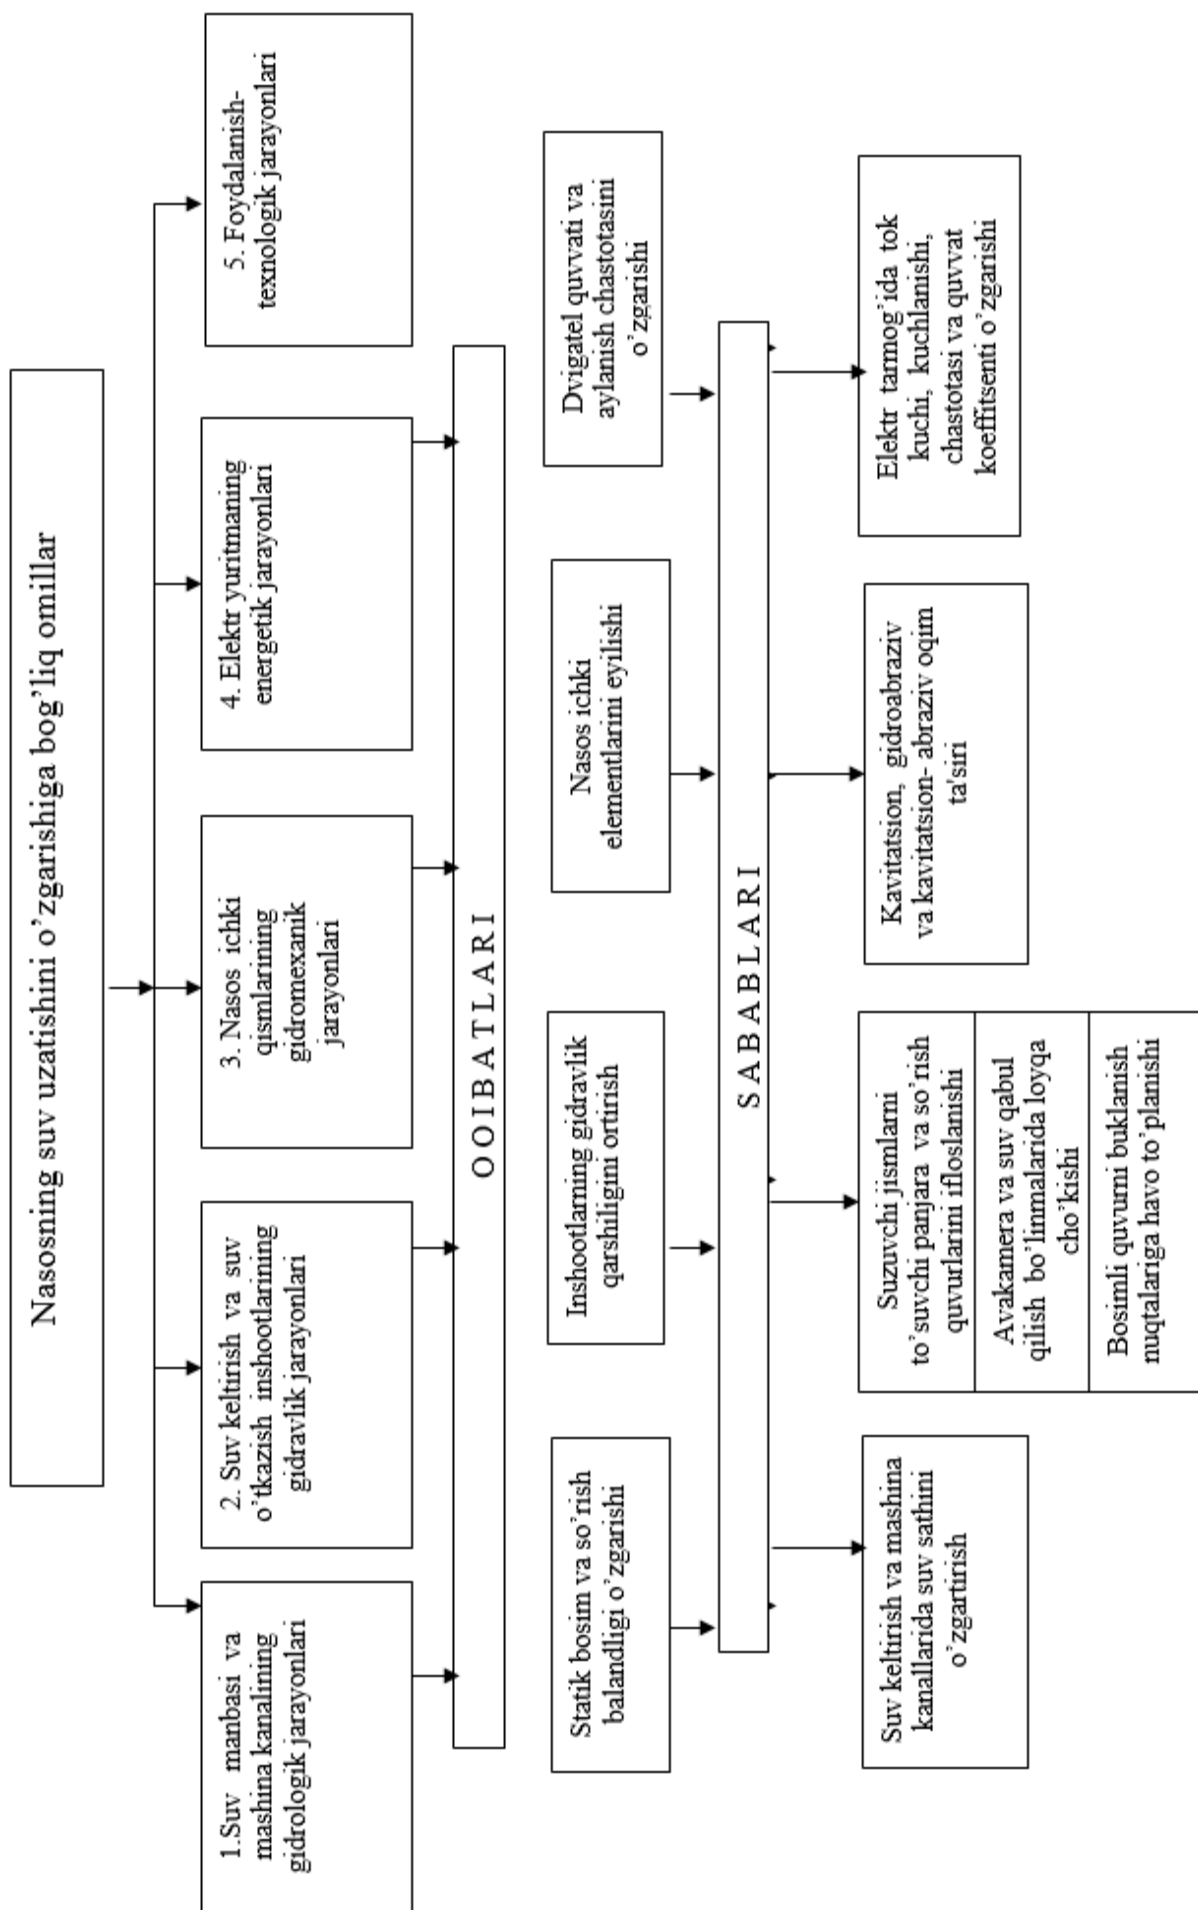 Nasosning suv uzatishini o’zgarishiga bog’liq omillar
1.Suv manbasi va
mashina kanalining
gidrologik jarayonlari
2. Suv keltirish va suv
o’tkazish inshootlarining
gidravlik jarayonlari
3. Nasos ichki
qismlarining
gidromexanik
jarayonlari
4. Elektr yuritmaning
energetik jarayonlari
5. Foydalanish-
texnologik jarayonlari
OOIBATLARI
Statik bosim va so’rish
balandligi o’zgarishi
Inshootlarning gidravlik
qarshiligini ortirish
Nasos ichki
elementlarini eyilishi
Dvigatel quvvati va
aylanish chastotasini
o’zgarishi
SABABLARI
Suv keltirish va mashina
kanallarida suv sathini
o’zgartirish
Suzuvchi jismlarni
to’suvchi panjara va so’rish
quvurlarini ifloslanishi
Avakamera va suv qabul
qilish bo’linmalarida loyqa
cho’kishi
Bosimli quvurni buklanish
nuqtalariga havo to’planishi
Kavitatsion, gidroabraziv
va kavitatsion- abraziv oqim
ta'siri
Elektr tarmog’ida tok
kuchi, kuchlanishi,
chastotasi va quvvat
koeffitsenti o’zgarishi